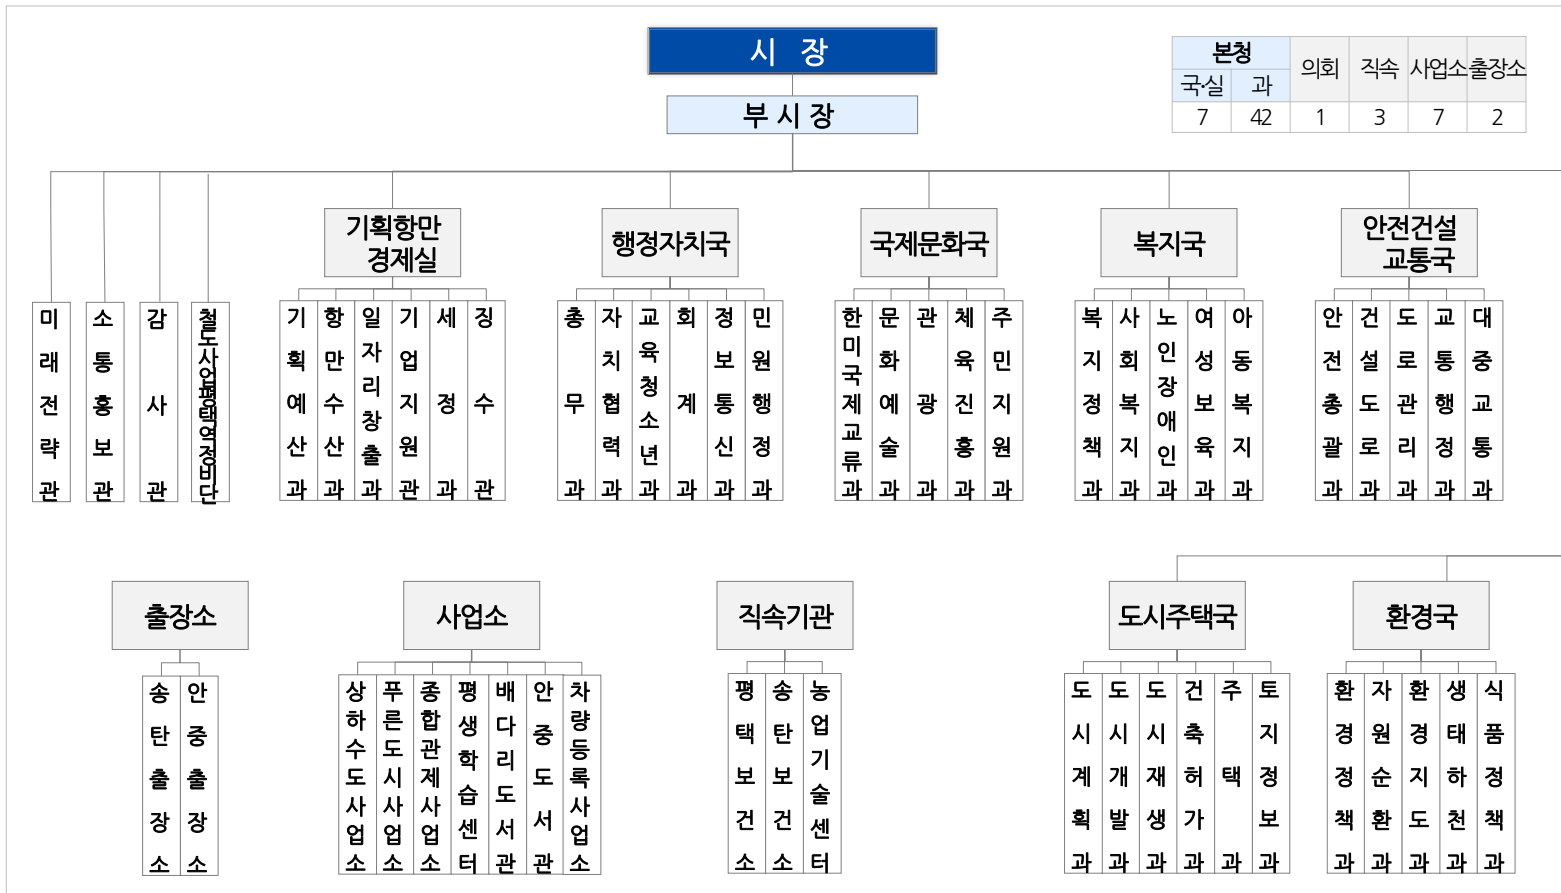 시 장
부 시 장
본청 의회 직속 사업소 출장소
국·실 과
7 42 1 3 7 2
기획항만
경제실
행정자치국
국제문화국
복지국
안전건설
교통국
미래전략관
소통홍보관
감사관
철도사업평택역정비단
기획예산과
항만수산과
일자리창출과
기업지원관
세정과
징수관
총무과
자치협력과
교육청소년과
회계과
정보통신과
민원행정과
한미국제교류과
문화예술과
관광과
체육진흥과
주민지원과
복지정책과
사회복지과
노인장애인과
여성보육과
아동복지과
안전총괄과
건설도로과
도로관리과
교통행정과
대중교통과
출장소
사업소
직속기관
도시주택국
환경국
송탄출장소
안중출장소
상하수도사업소
푸른도시사업소
종합관제사업소
평생학습센터
배다리도서관
안중도서관
차량등록사업소
평택보건소
송탄보건소
농업기술센터
도시계획과
도시개발과
도시재생과
건축허가과
주택과
토지정보과
환경정책과
자원순환과
환경지도과
생태하천과
식품정책과